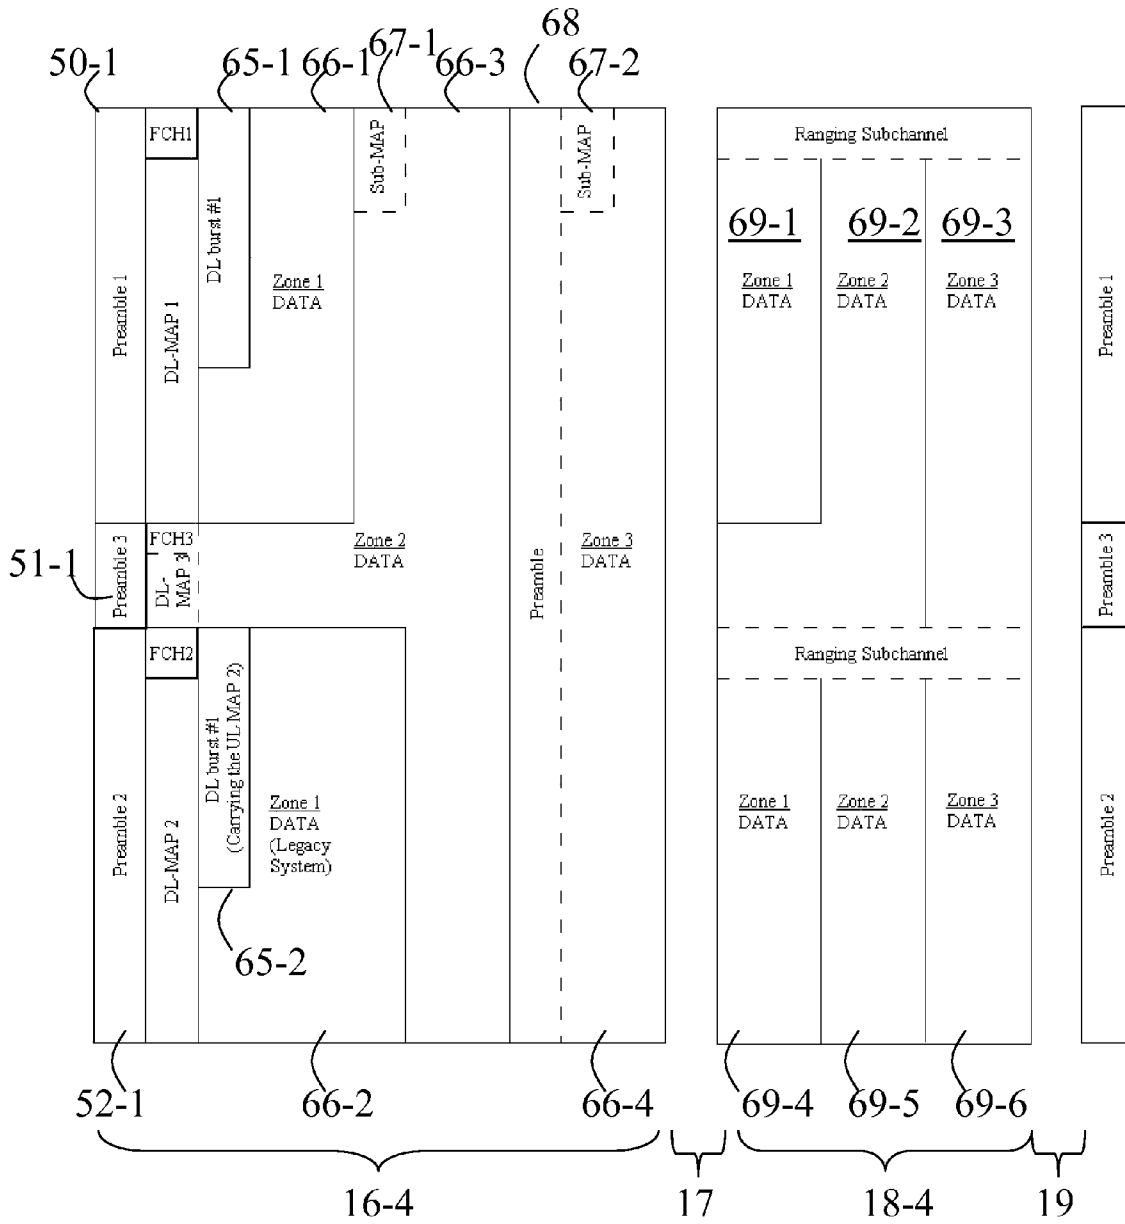 50-1
65-1
66-1
67-1
66-3
68
67-2
FCH1
Preamble 1
DL-MAP 1
DL burst #1
Zone 1
DATA
Sub-MAP
Sub-MAP
Ranging Subchannel
69-1
69-2
69-3
Zone 1
DATA
Zone 2
DATA
Zone 3
DATA
Preamble 1
51-1
Preamble 3
FCH3
DL-
MAP 3
Zone 2
DATA
Preamble
Zone 3
DATA
Preamble 3
FCH2
Preamble 2
DL-MAP 2
DL burst #1
(Carrying the UL MAP 2)
Zone 1
DATA
(Legacy
System)
65-2
Ranging Subchannel
Zone 1
DATA
Zone 2
DATA
Zone 3
DATA
Preamble 2
52-1
66-2
66-4
69-4
69-5
69-6
16-4
17
18-4
19